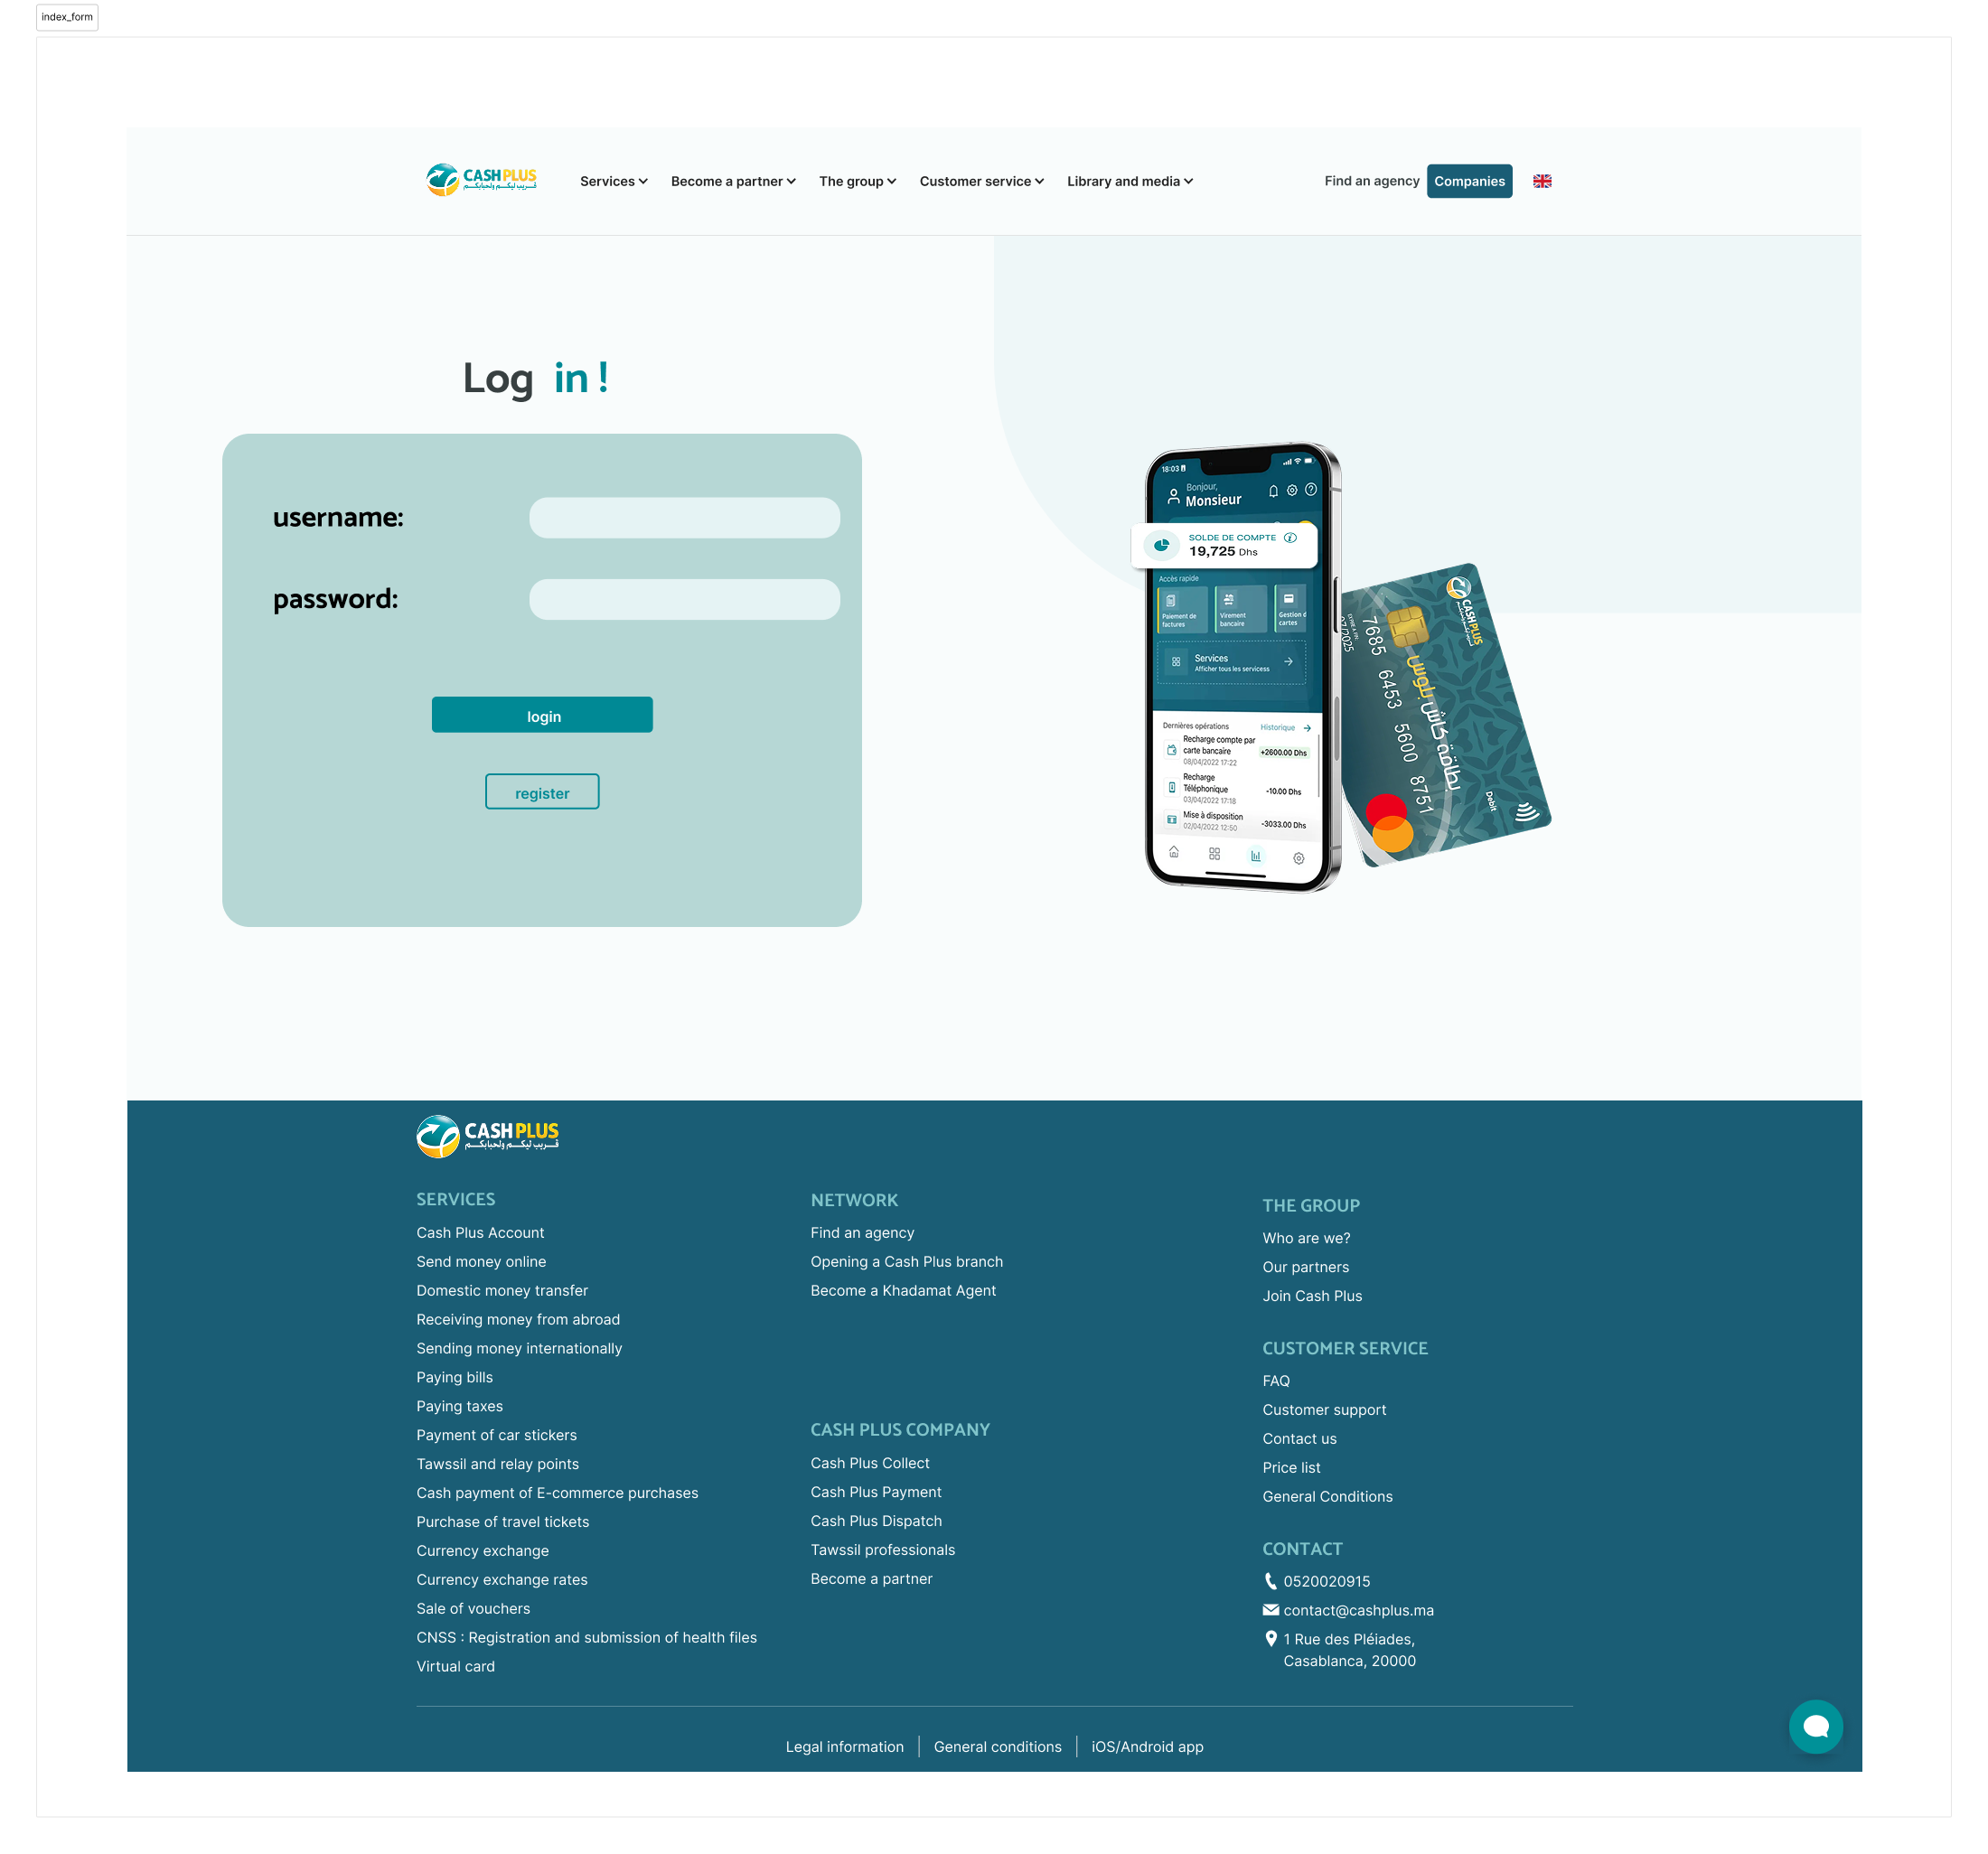 index_form
CASH PLUS
قريب ليكم ولحبابكم
Services
Become a partner
The group
Customer service
Library and media
Find an agency
Companies
Log in !
username:
password:
login
register
18:03
Bonjour,
Monsieur
SOLDE DE COMPTE
19,725 Dhs
Accès rapide
Paiement de
factures
Virement
bancaire
Gestion d
cartes
Services
Afficher tous les servicess
Dernières opérations
Historique
Recharge compte par
carte bancaire
08/04/2022 17:22
+2600.00 Dhs
Recharge
Téléphonique
03/04/2022 17:18
-10.00 Dhs
Mise à disposition
02/04/2022 12:50
-3033.00 Dhs
CASH PLUS
قريب ليكم ولحبابكم
بطاقة كاش بلوس
7685 6453 5600 8751
Debit
CASH PLUS
قريب ليكم ولحبابكم
SERVICES
Cash Plus Account
Send money online
Domestic money transfer
Receiving money from abroad
Sending money internationally
Paying bills
Paying taxes
Payment of car stickers
Tawssil and relay points
Cash payment of E-commerce purchases
Purchase of travel tickets
Currency exchange
Currency exchange rates
Sale of vouchers
CNSS : Registration and submission of health files
Virtual card
NETWORK
Find an agency
Opening a Cash Plus branch
Become a Khadamat Agent
CASH PLUS COMPANY
Cash Plus Collect
Cash Plus Payment
Cash Plus Dispatch
Tawssil professionals
Become a partner
THE GROUP
Who are we?
Our partners
Join Cash Plus
CUSTOMER SERVICE
FAQ
Customer support
Contact us
Price list
General Conditions
CONTACT
0520020915
contact@cashplus.ma
1 Rue des Pléiades,
Casablanca, 20000
Legal information
General conditions
iOS/Android app